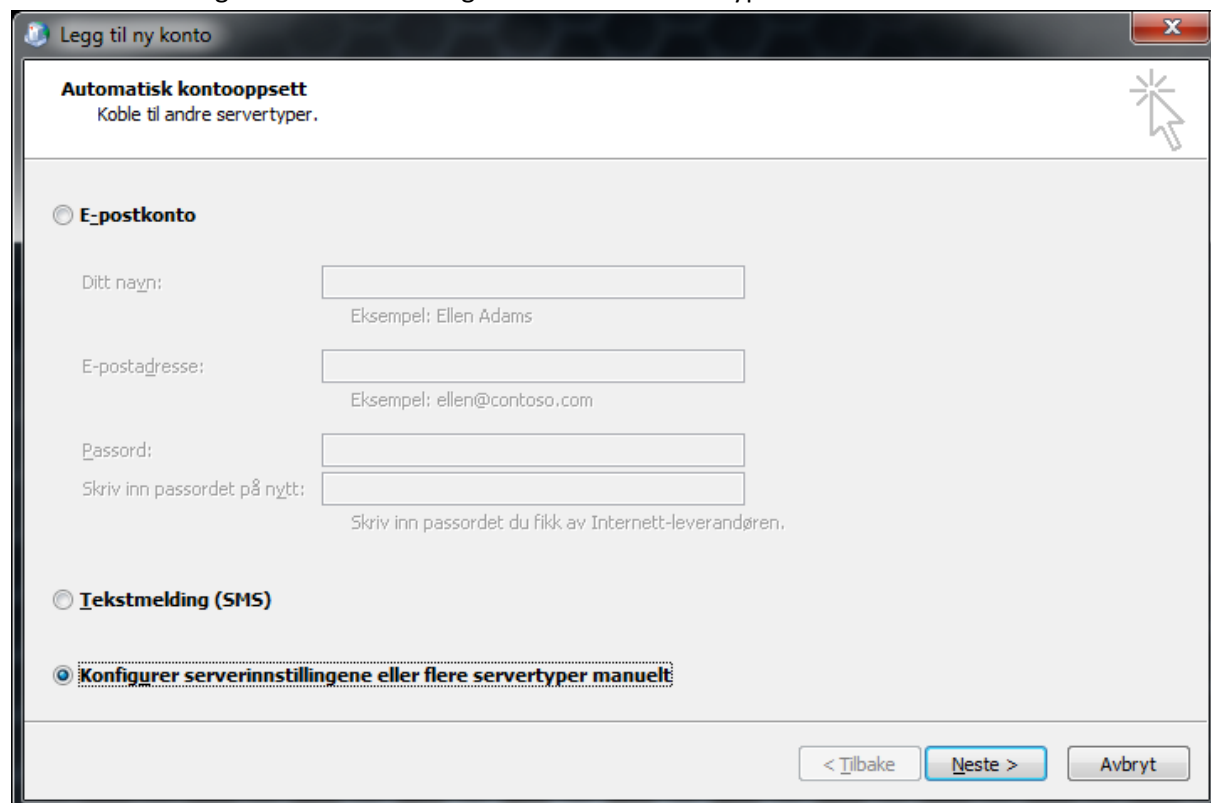 Legg til ny konto
Automatisk kontooppsett
Koble til andre servertyper.
E-postkonto
Ditt navn:
Eksempel: Ellen Adams
E-postadresse:
Eksempel: ellen@contoso.com
Passord:
Skriv inn passordet på nytt:
Skriv inn passordet du fikk av Internett-leverandøren.
Tekstmelding (SMS)
Konfigurer serverinnstillingene eller flere servertyper manuelt
< Tilbake Neste > Avbryt